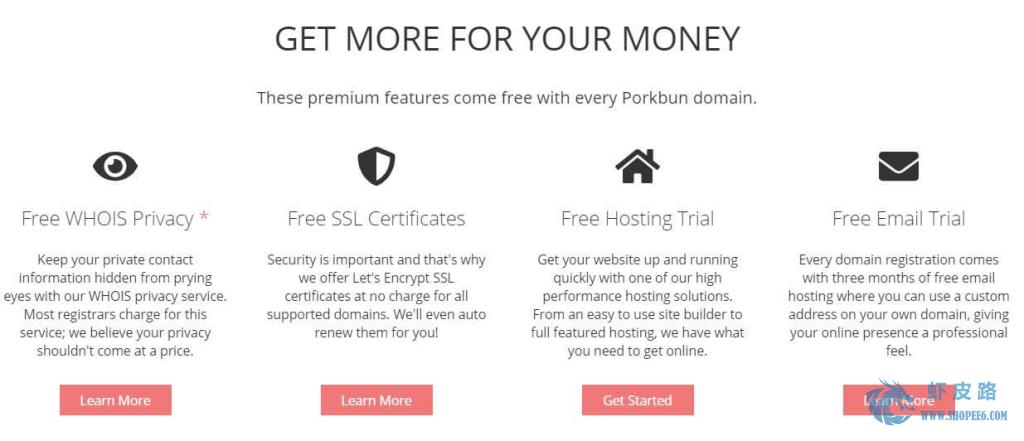 GET MORE FOR YOUR MONEY
These premium features come free with every Porkbun domain.
Free WHOIS Privacy *
Keep your private contact
information hidden from prying
eyes with our WHOIS privacy service.
Most registrars charge for this
service; we believe your privacy
shouldn't come at a price.
Learn More
Free SSL Certificates
Security is important and that's why
we offer Let's Encrypt SSL
certificates at no charge for all
supported domains. We'll even auto
renew them for you!
Learn More
Free Hosting Trial
Get your website up and running
quickly with one of our high
performance hosting solutions.
From an easy to use site builder to
full featured hosting, we have what
you need to get online.
Get Started
Free Email Trial
Every domain registration comes
with three months of free email
hosting where you can use a custom
address on your own domain, giving
your online presence a professional
feel.
Learn More
虾皮路
WWW.SHOPEE6.COM